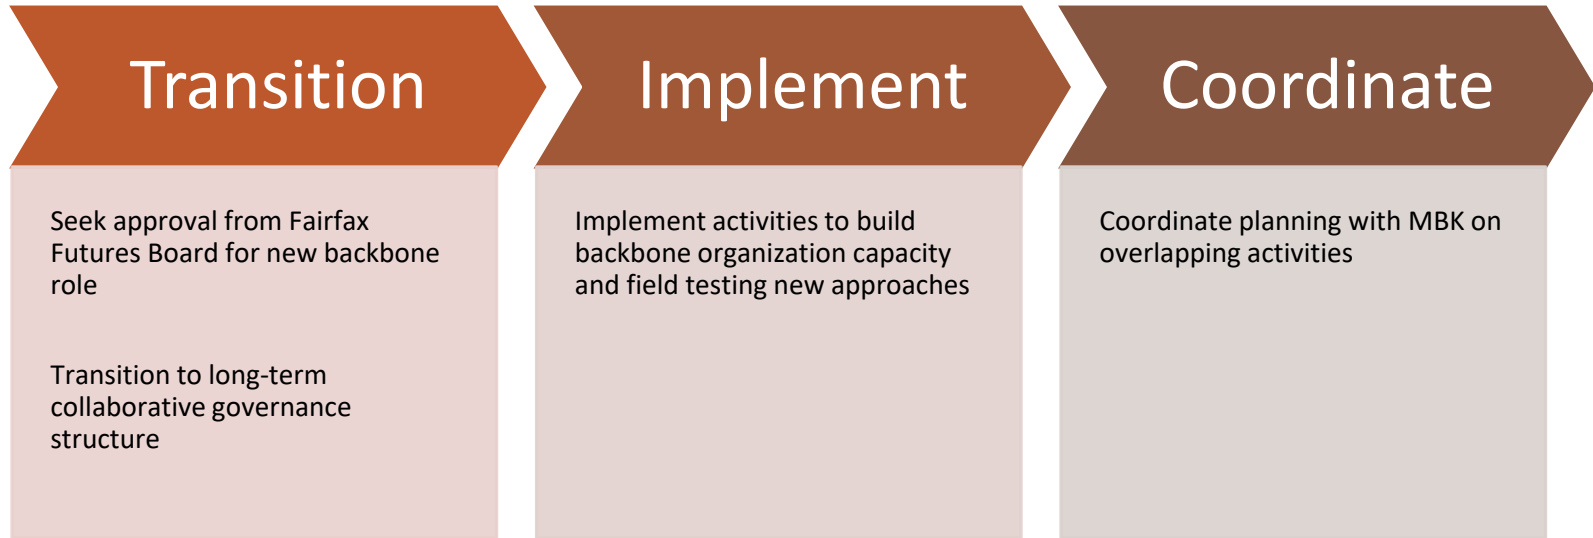 Transition
Seek approval from Fairfax
Futures Board for new backbone
role
Transition to long-term
collaborative governance
structure
Implement
Implement activities to build
backbone organization capacity
and field testing new approaches
Coordinate
Coordinate planning with MBK on
overlapping activities